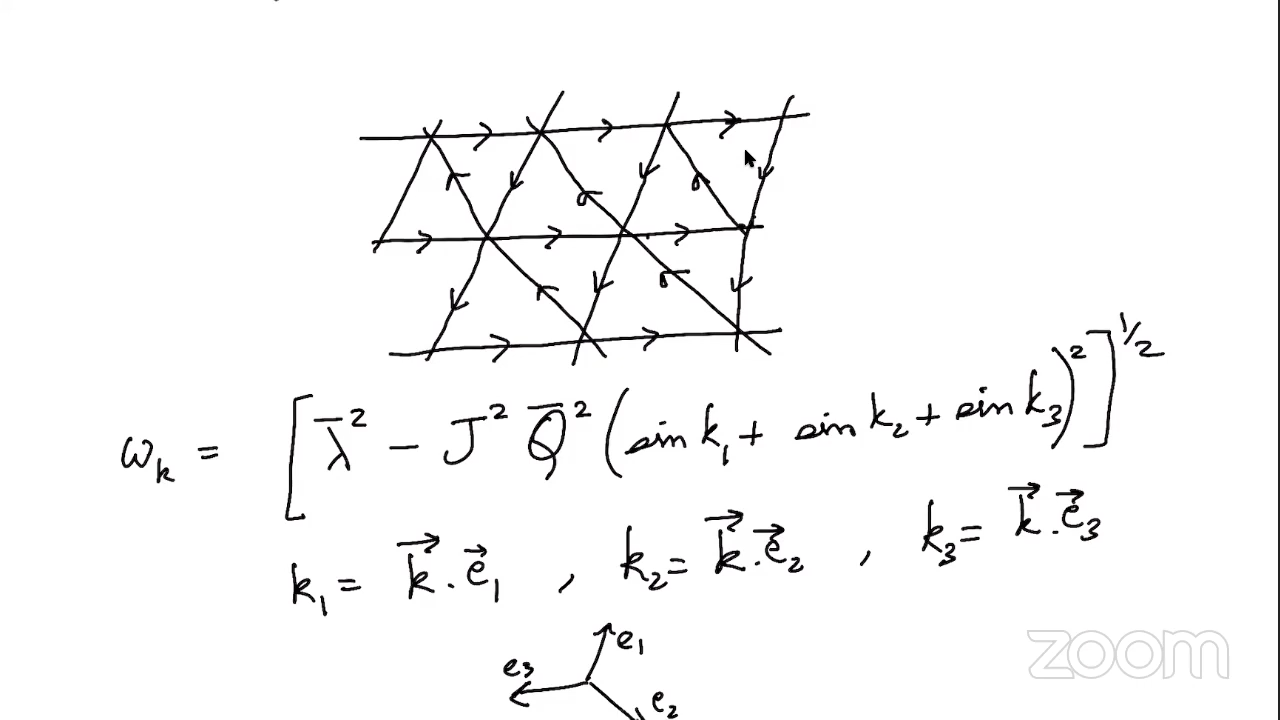 ω_k = [ λ̄² − J² Q̄² (sin k₁ + sin k₂ + sin k₃)² ]^{1/2}
k₁ = k⃗ · e⃗₁ , k₂ = k⃗ · e⃗₂ , k₃ = k⃗ · e⃗₃
e₁
e₃
e₂
zoom